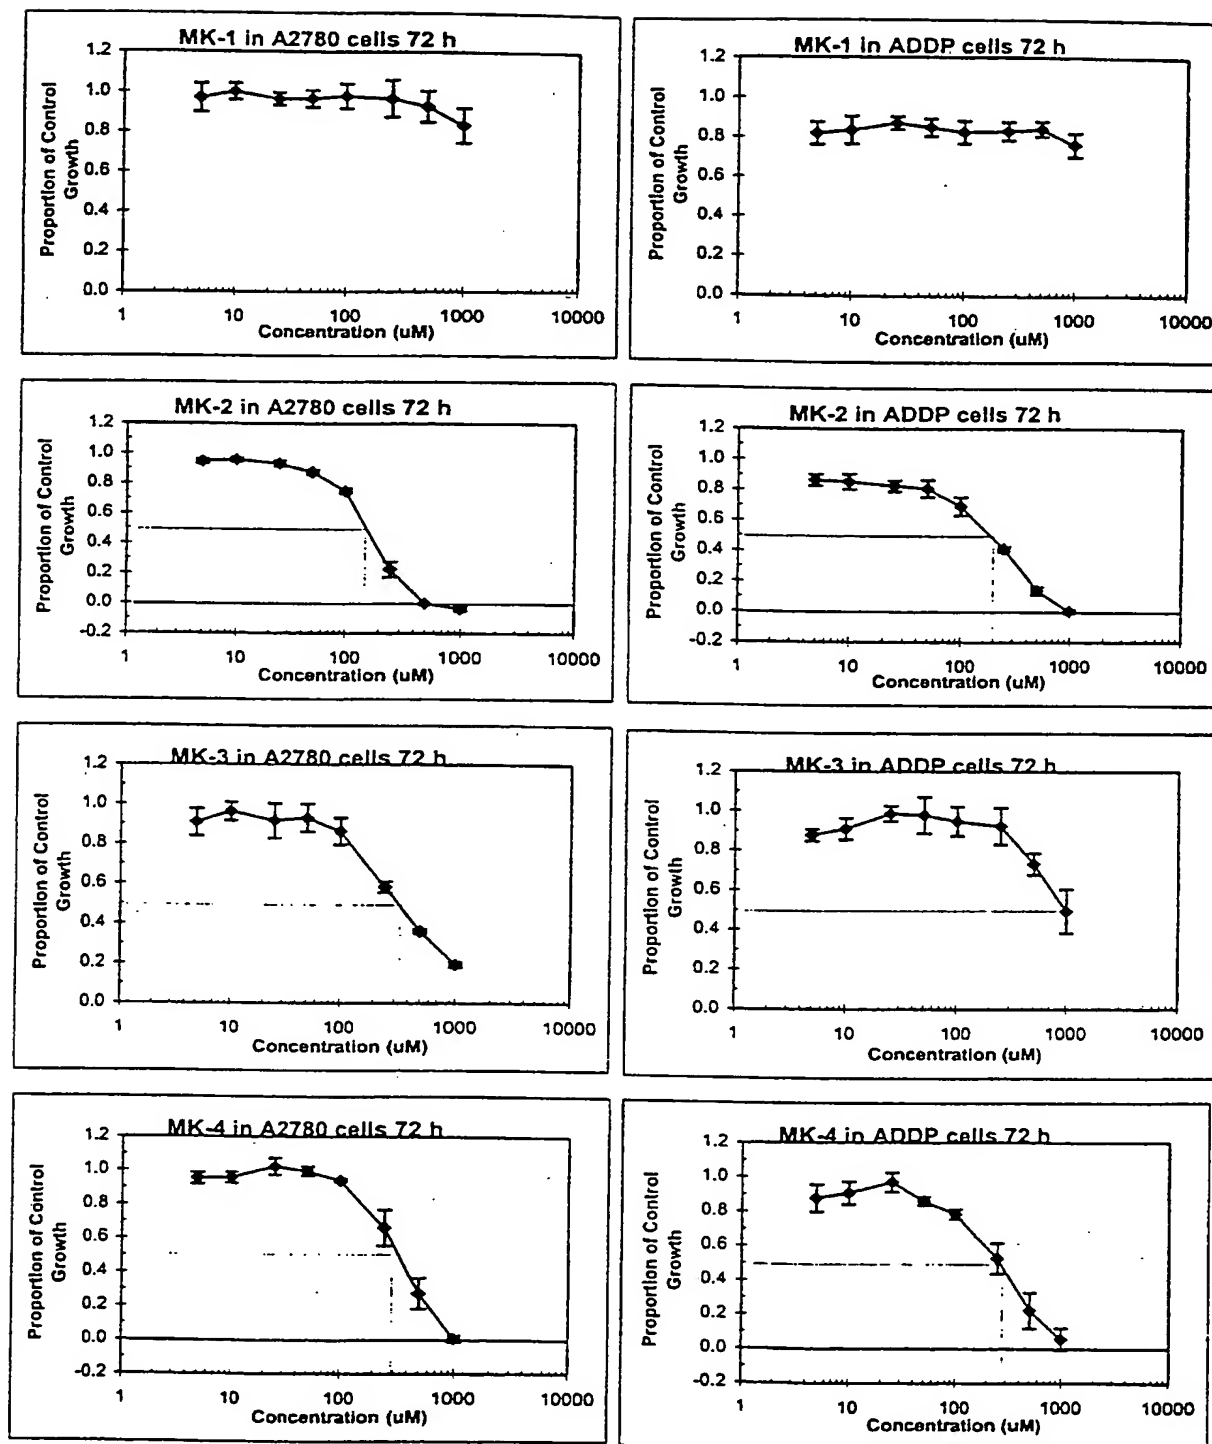 MK-1 in A2780 cells 72 h
1.2
1.0
0.8
0.6
0.4
0.2
0.0
Proportion of Control
Growth
1 10 100 1000 10000
Concentration (uM)
MK-1 in ADDP cells 72 h
1.2
1.0
0.8
0.6
0.4
0.2
0.0
Proportion of Control
Growth
1 10 100 1000 10000
Concentration (uM)
MK-2 in A2780 cells 72 h
1.2
1.0
0.8
0.6
0.4
0.2
0.0
-0.2
Proportion of Control
Growth
1 10 100 1000 10000
Concentration (uM)
MK-2 in ADDP cells 72 h
1.2
1.0
0.8
0.6
0.4
0.2
0.0
-0.2
Proportion of Control
Growth
1 10 100 1000 10000
Concentration (uM)
MK-3 in A2780 cells 72 h
1.2
1.0
0.8
0.6
0.4
0.2
0.0
Proportion of Control
Growth
1 10 100 1000 10000
Concentration (uM)
MK-3 in ADDP cells 72 h
1.2
1.0
0.8
0.6
0.4
0.2
0.0
Proportion of Control
Growth
1 10 100 1000 10000
Concentration (uM)
MK-4 in A2780 cells 72 h
1.2
1.0
0.8
0.6
0.4
0.2
0.0
-0.2
Proportion of Control
Growth
1 10 100 1000 10000
Concentration (uM)
MK-4 in ADDP cells 72 h
1.2
1.0
0.8
0.6
0.4
0.2
0.0
-0.2
Proportion of Control
Growth
1 10 100 1000 10000
Concentration (uM)